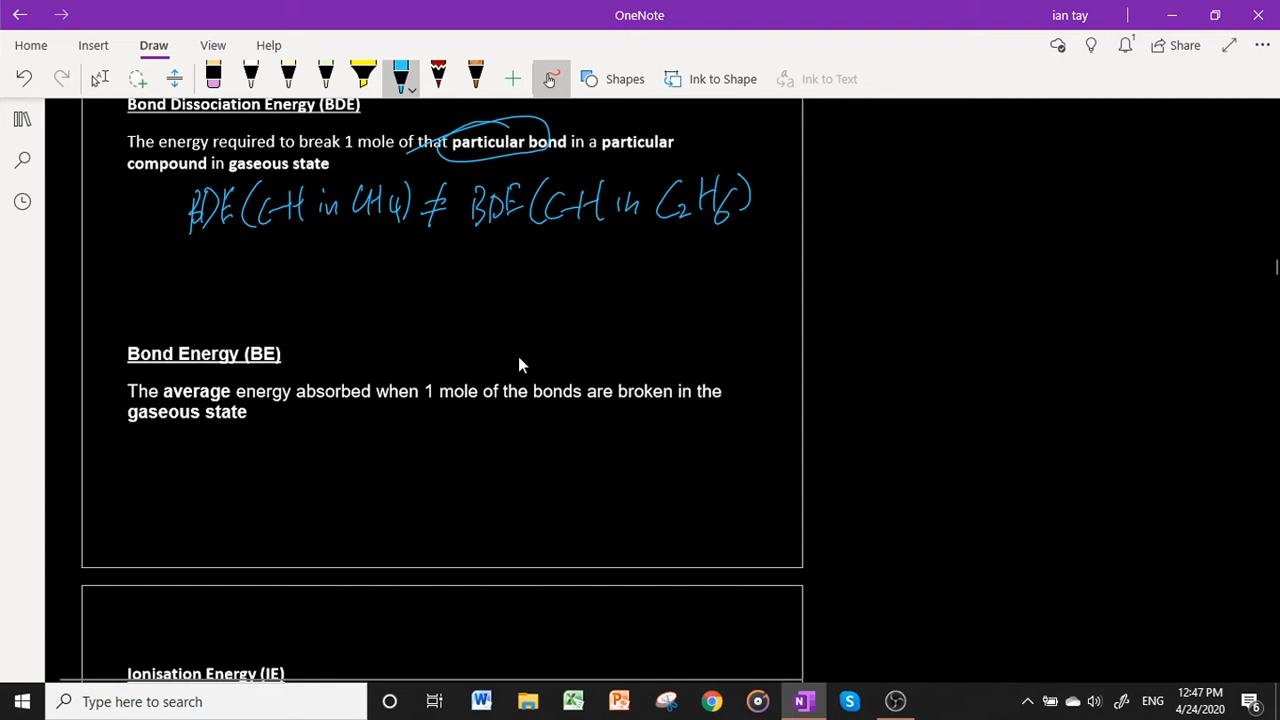 OneNote
ian tay
Home Insert Draw View Help
Share
Shapes Ink to Shape Ink to Text
Bond Dissociation Energy (BDE)
The energy required to break 1 mole of that particular bond in a particular
compound in gaseous state
BDE(C-H in CH4) ≠ BDE(C-H in C2H6)
Bond Energy (BE)
The average energy absorbed when 1 mole of the bonds are broken in the
gaseous state
Ionisation Energy (IE)
Type here to search
ENG
12:47 PM
4/24/2020
6